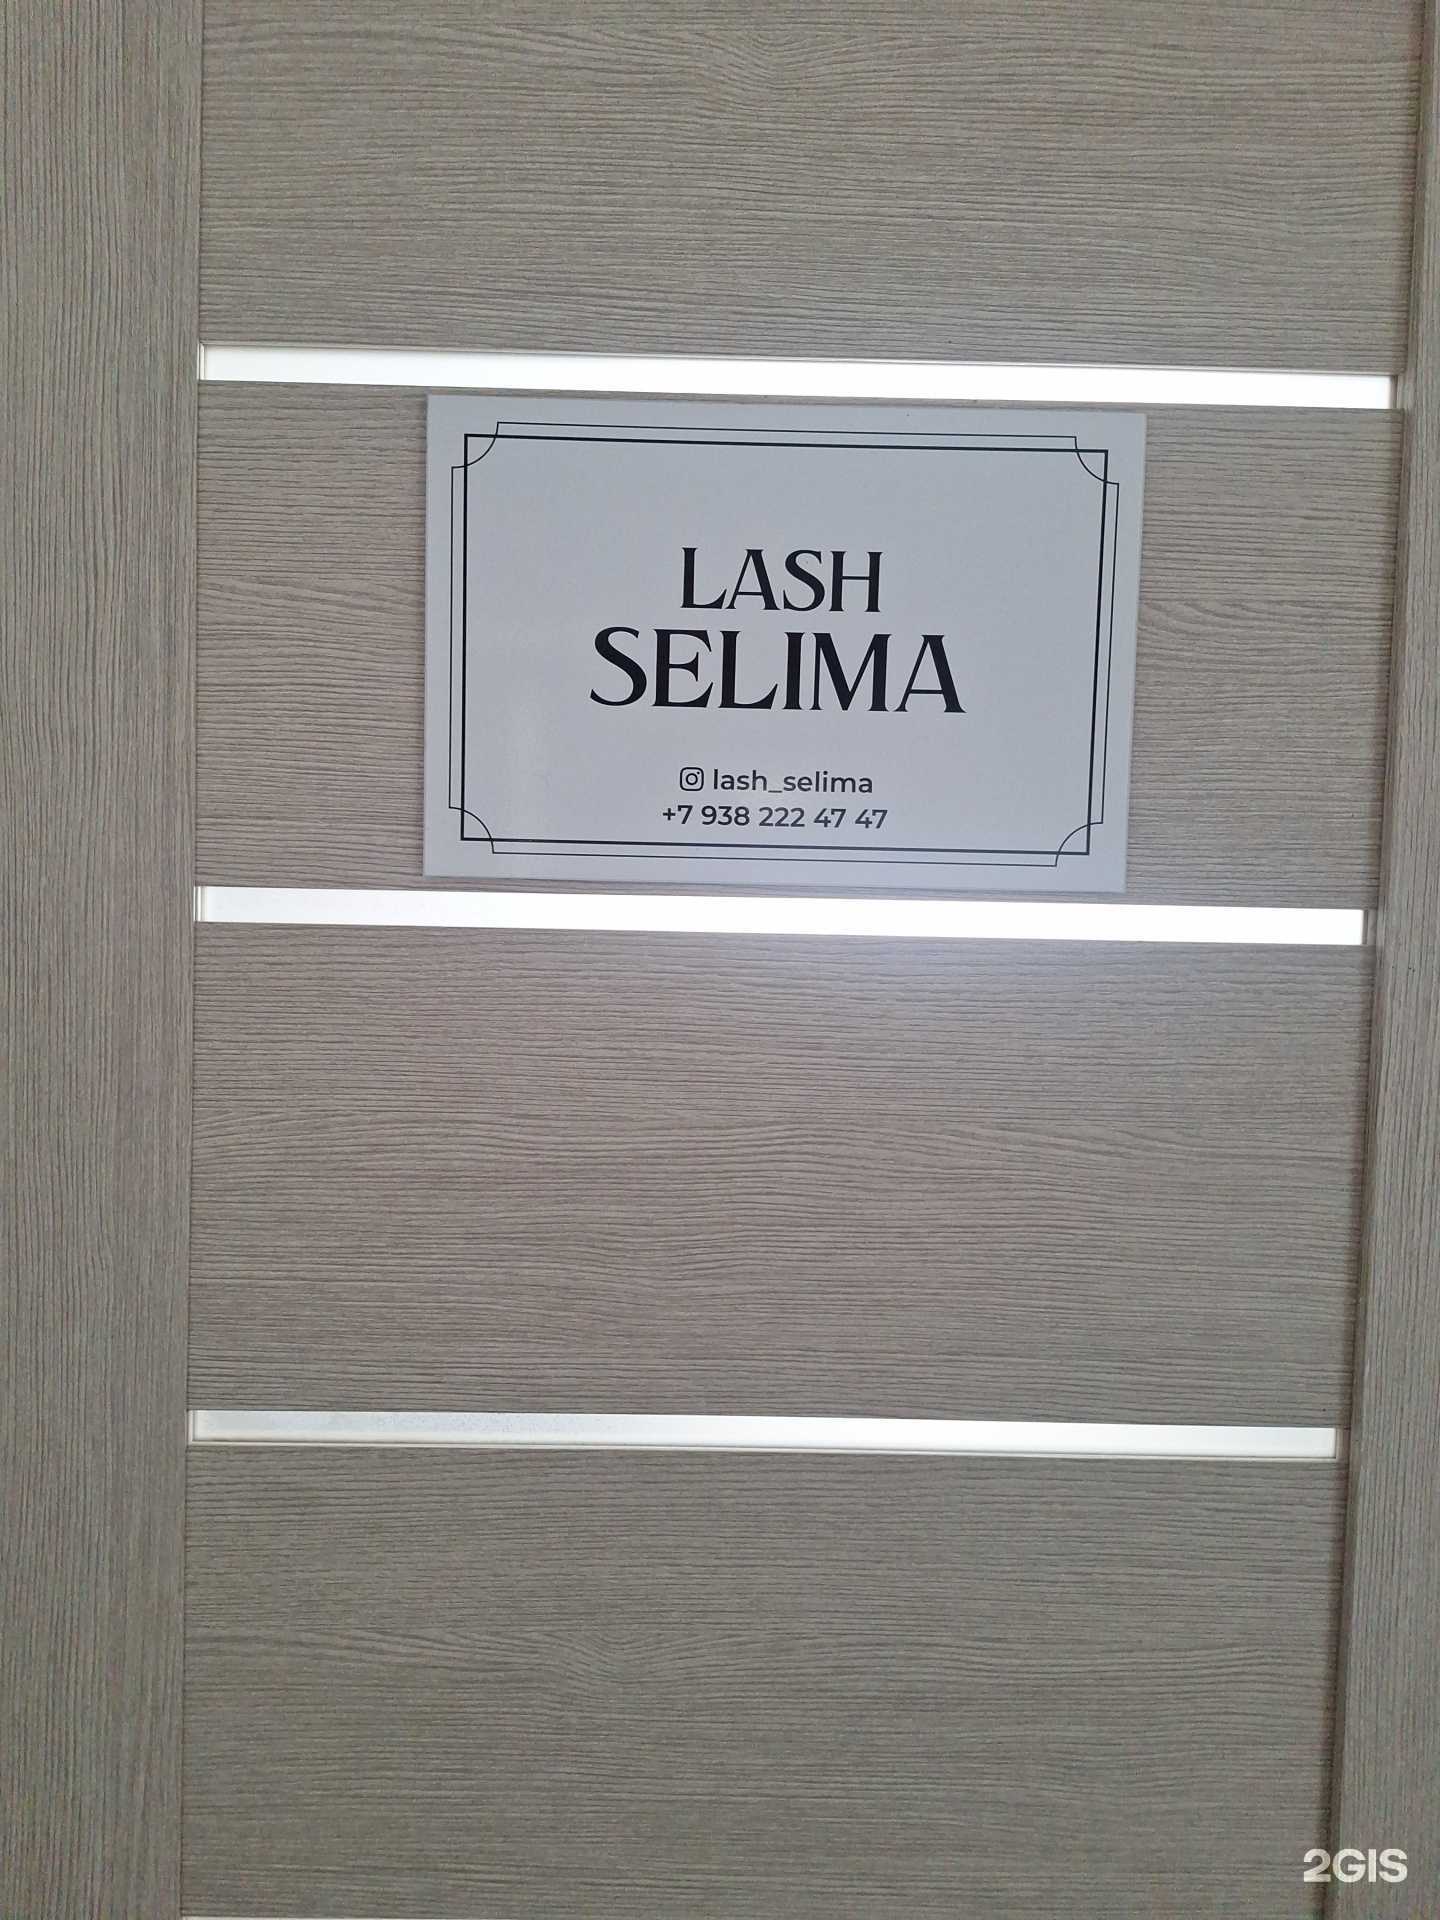 LASH
SELIMA
lash_selima
+7 938 222 47 47
2GIS